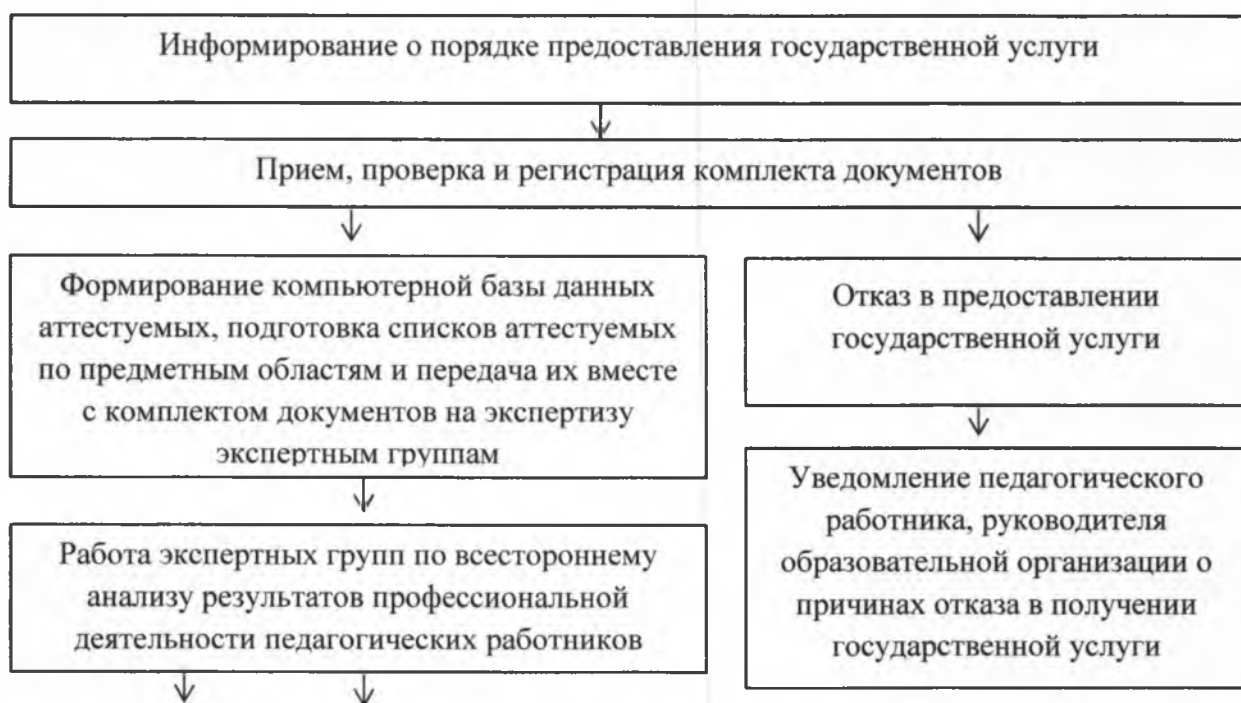 Информирование о порядке предоставления государственной услуги
Прием, проверка и регистрация комплекта документов
Формирование компьютерной базы данных
аттестуемых, подготовка списков аттестуемых
по предметным областям и передача их вместе
с комплектом документов на экспертизу
экспертным группам
Отказ в предоставлении
государственной услуги
Работа экспертных групп по всестороннему
анализу результатов профессиональной
деятельности педагогических работников
Уведомление педагогического
работника, руководителя
образовательной организации о
причинах отказа в получении
государственной услуги